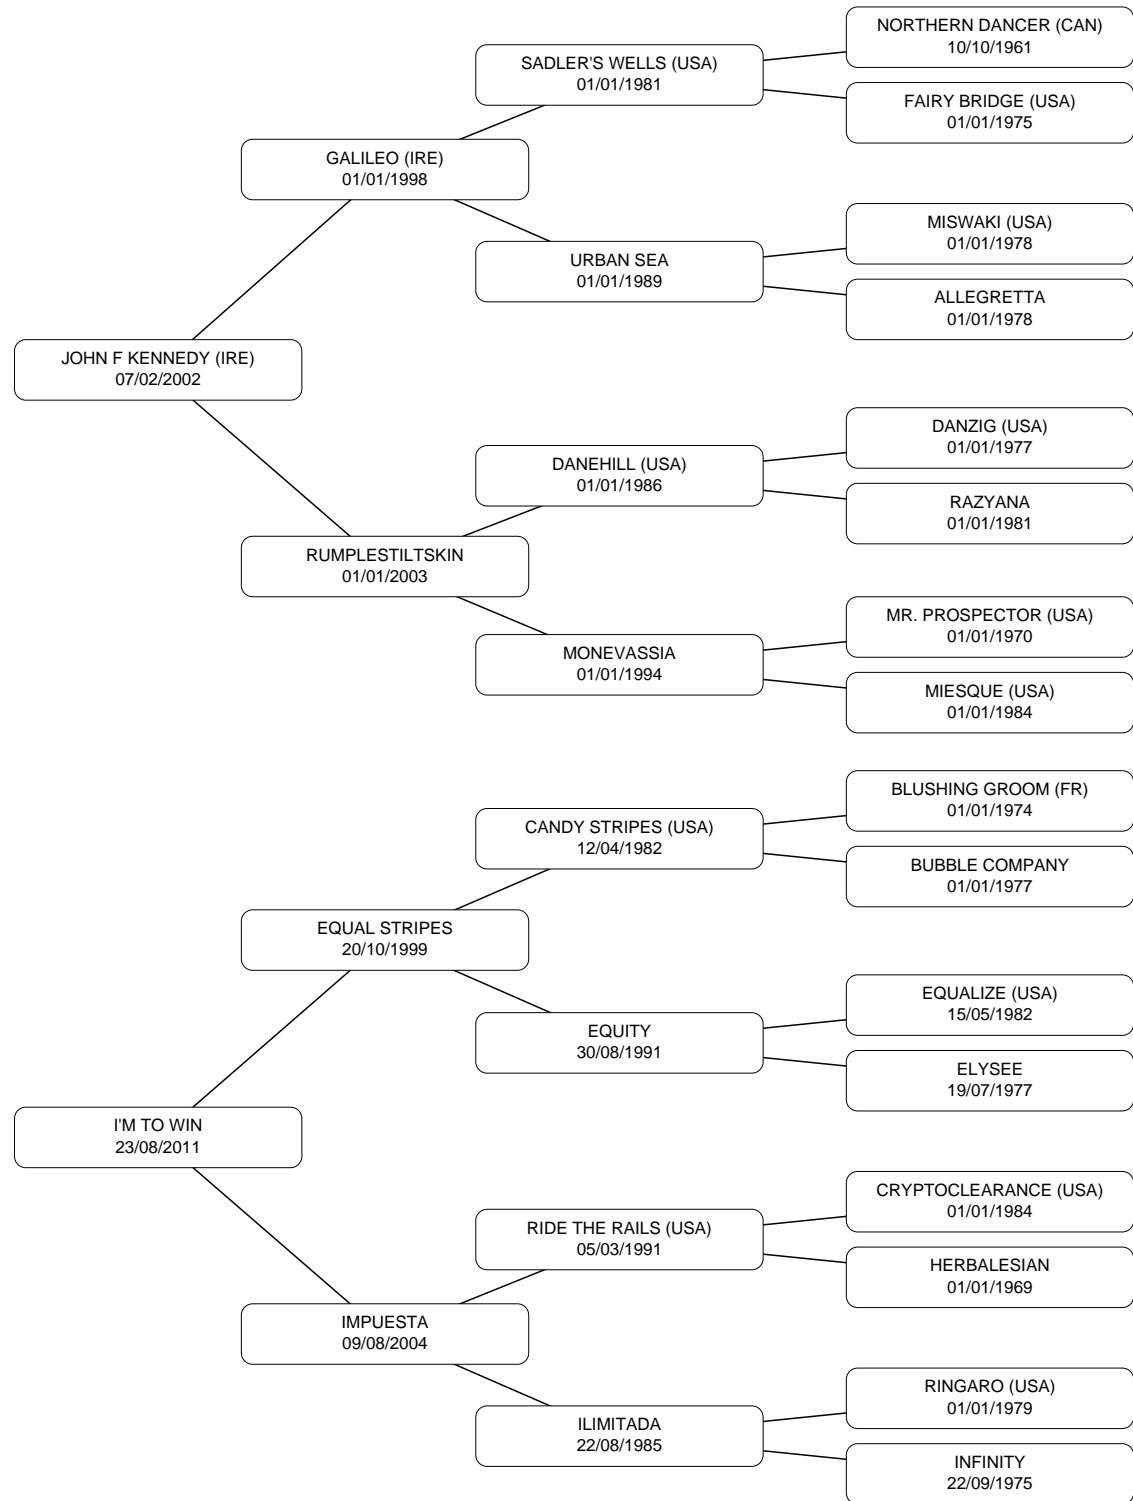 NORTHERN DANCER (CAN)
10/10/1961
SADLER'S WELLS (USA)
01/01/1981
FAIRY BRIDGE (USA)
01/01/1975
GALILEO (IRE)
01/01/1998
MISWAKI (USA)
01/01/1978
URBAN SEA
01/01/1989
ALLEGRETTA
01/01/1978
JOHN F KENNEDY (IRE)
07/02/2002
DANZIG (USA)
01/01/1977
DANEHILL (USA)
01/01/1986
RAZYANA
01/01/1981
RUMPLESTILTSKIN
01/01/2003
MR. PROSPECTOR (USA)
01/01/1970
MONEVASSIA
01/01/1994
MIESQUE (USA)
01/01/1984
BLUSHING GROOM (FR)
01/01/1974
CANDY STRIPES (USA)
12/04/1982
BUBBLE COMPANY
01/01/1977
EQUAL STRIPES
20/10/1999
EQUALIZE (USA)
15/05/1982
EQUITY
30/08/1991
ELYSEE
19/07/1977
I'M TO WIN
23/08/2011
CRYPTOCLEARANCE (USA)
01/01/1984
RIDE THE RAILS (USA)
05/03/1991
HERBALESIAN
01/01/1969
IMPUESTA
09/08/2004
RINGARO (USA)
01/01/1979
ILIMITADA
22/08/1985
INFINITY
22/09/1975